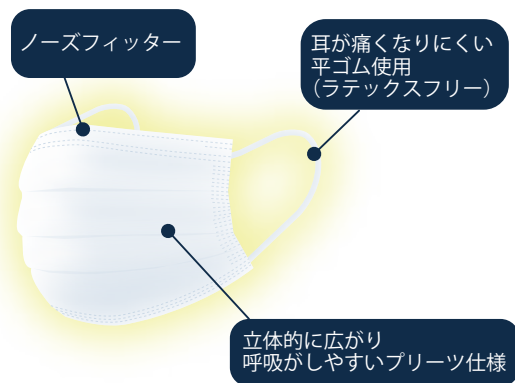 ノーズフィッター
耳が痛くなりにくい
平ゴム使用
（ラテックスフリー）
立体的に広がり
呼吸がしやすいプリーツ仕様